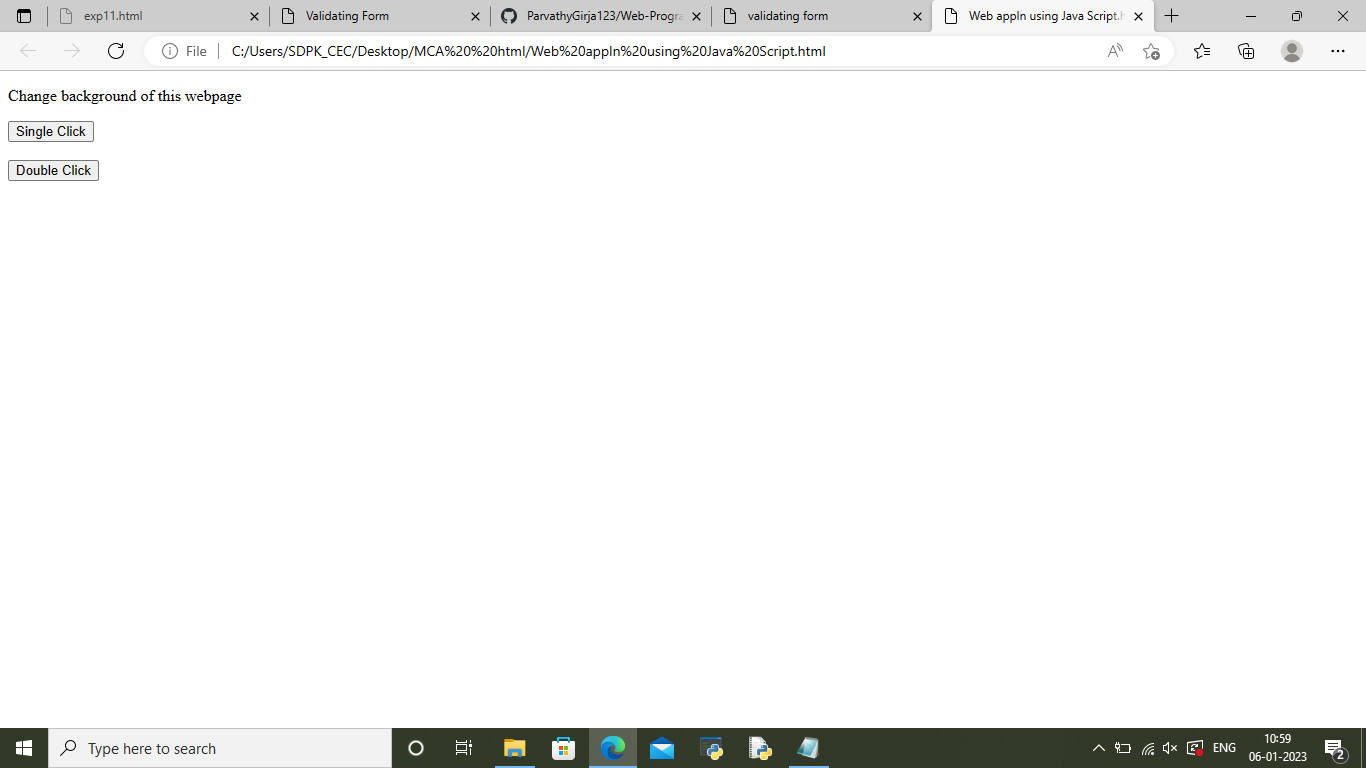 exp11.html
Validating Form
ParvathyGirja123/Web-Progra
validating form
Web appln using Java Script.h
File
C:/Users/SDPK_CEC/Desktop/MCA%20%20html/Web%20appln%20using%20Java%20Script.html
Change background of this webpage
Single Click
Double Click
Type here to search
ENG
10:59
06-01-2023
2